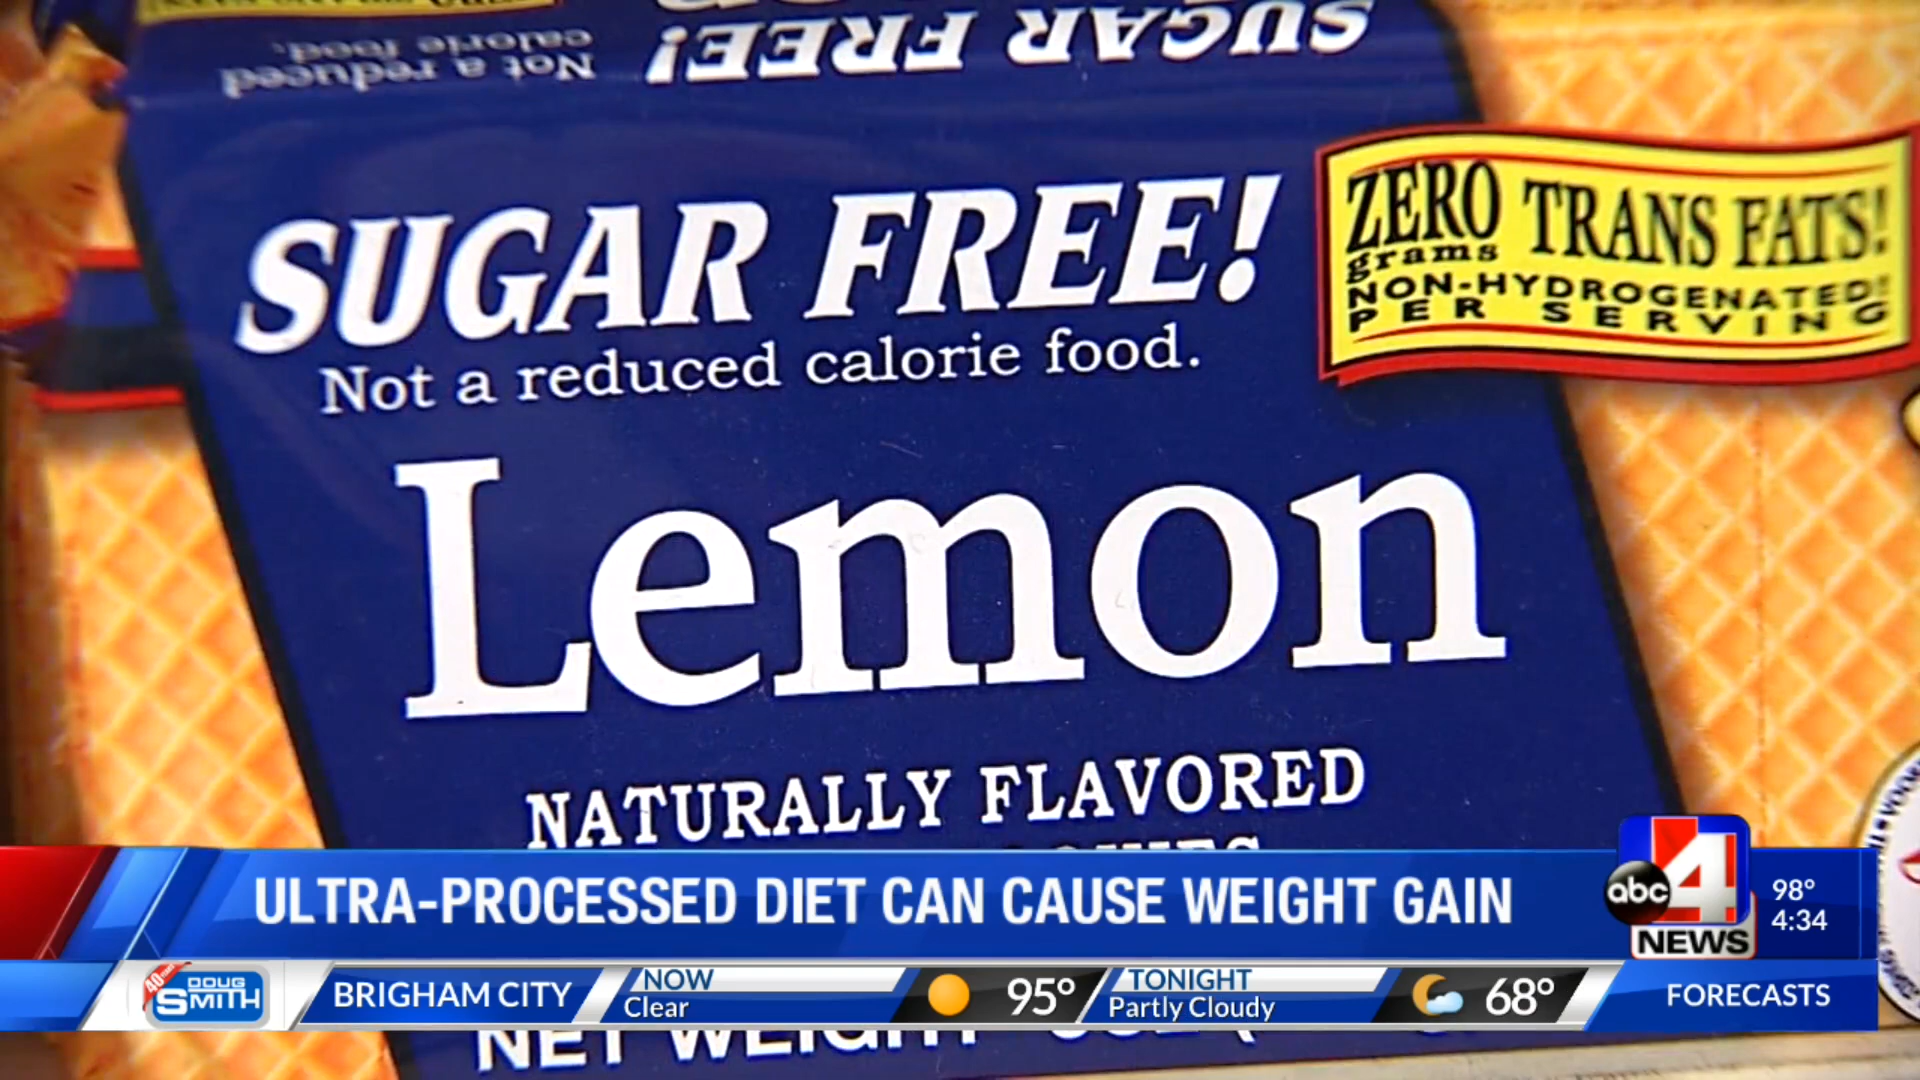 Not a reduced
calorie food.
SUGAR FREE!
SUGAR FREE!
Not a reduced calorie food.
ZERO
grams
TRANS FATS!
NON-HYDROGENATED!
PER SERVING
Lemon
NATURALLY FLAVORED
ULTRA-PROCESSED DIET CAN CAUSE WEIGHT GAIN
abc
4
NEWS
98°
4:34
DOUG
SMITH
BRIGHAM CITY
NOW
Clear
95°
TONIGHT
Partly Cloudy
68°
FORECASTS
NET WEIGHT